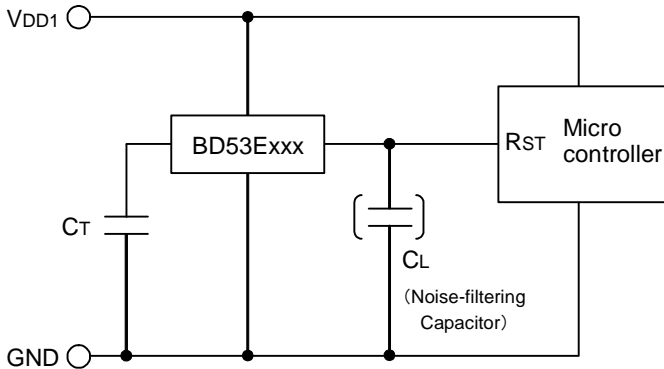 VDD1
BD53Exxx
RST
Micro
controller
CT
CL
（Noise-filtering
Capacitor）
GND